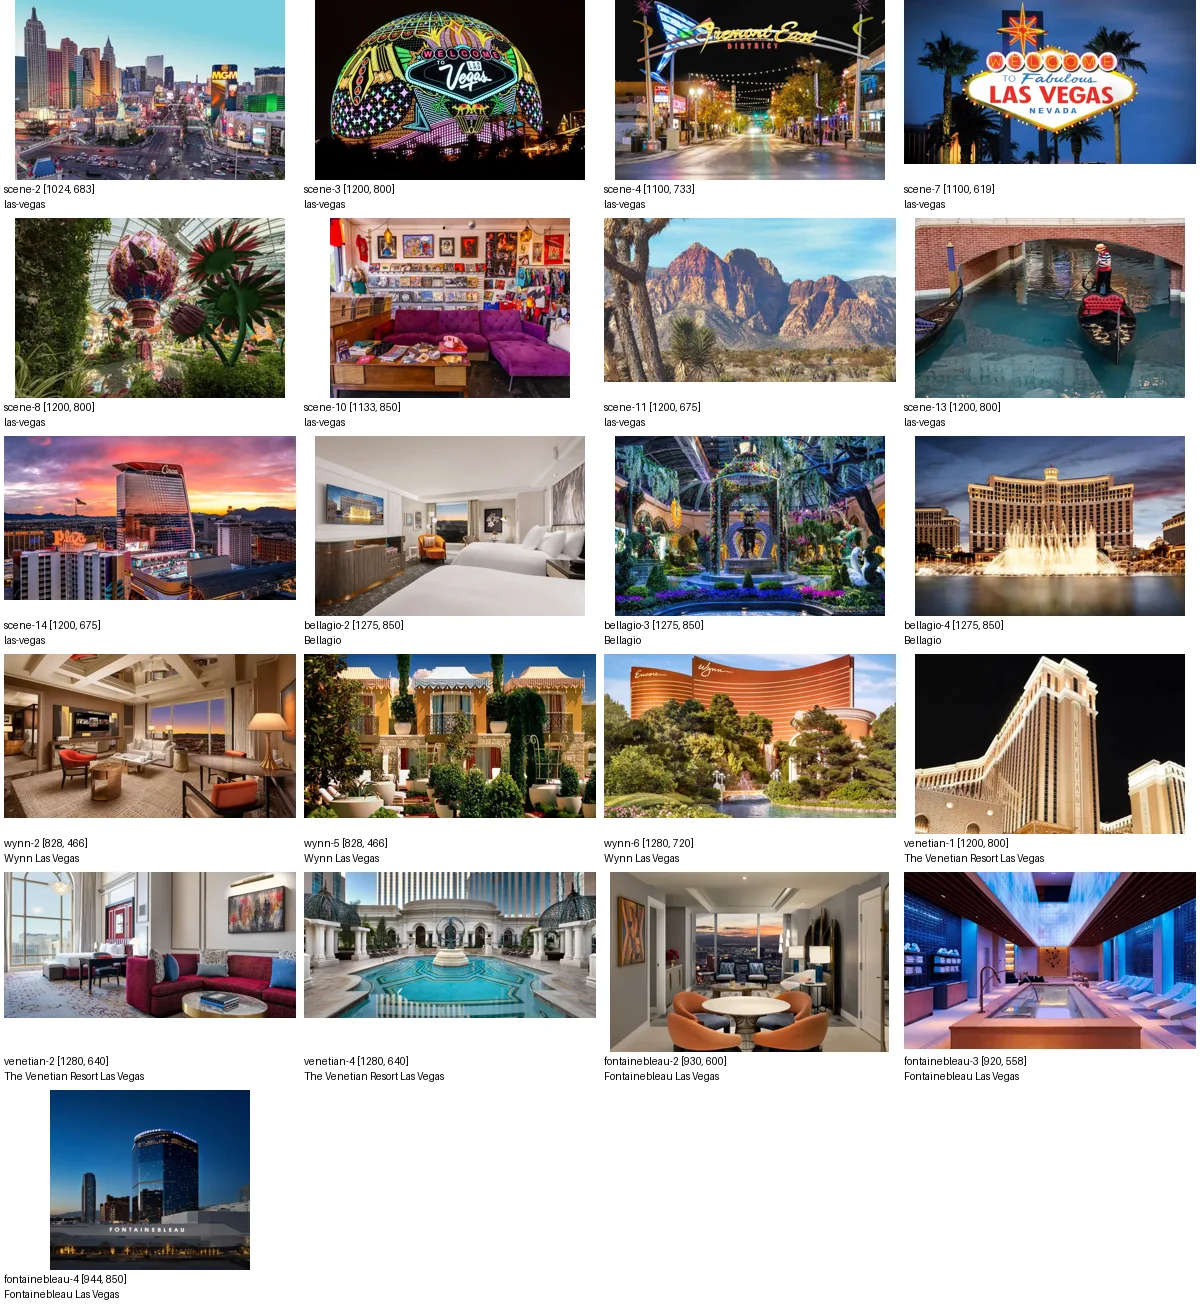 MGM
WELCOME
TO
LAS
Vegas
Fremont East
DISTRICT
WELCOME
TO Fabulous
LAS VEGAS
NEVADA
scene-2 [1024, 683]
las-vegas
scene-3 [1200, 800]
las-vegas
scene-4 [1100, 733]
las-vegas
scene-7 [1100, 619]
las-vegas
scene-8 [1200, 800]
las-vegas
scene-10 [1133, 850]
las-vegas
scene-11 [1200, 675]
las-vegas
scene-13 [1200, 800]
las-vegas
Circa
Plaza
scene-14 [1200, 675]
las-vegas
bellagio-2 [1275, 850]
Bellagio
bellagio-3 [1275, 850]
Bellagio
bellagio-4 [1275, 850]
Bellagio
Encore
Wynn
VENETIAN
wynn-2 [828, 466]
Wynn Las Vegas
wynn-5 [828, 466]
Wynn Las Vegas
wynn-6 [1280, 720]
Wynn Las Vegas
venetian-1 [1200, 800]
The Venetian Resort Las Vegas
venetian-2 [1280, 640]
The Venetian Resort Las Vegas
venetian-4 [1280, 640]
The Venetian Resort Las Vegas
fontainebleau-2 [930, 600]
Fontainebleau Las Vegas
fontainebleau-3 [920, 558]
Fontainebleau Las Vegas
FONTAINEBLEAU
fontainebleau-4 [944, 850]
Fontainebleau Las Vegas